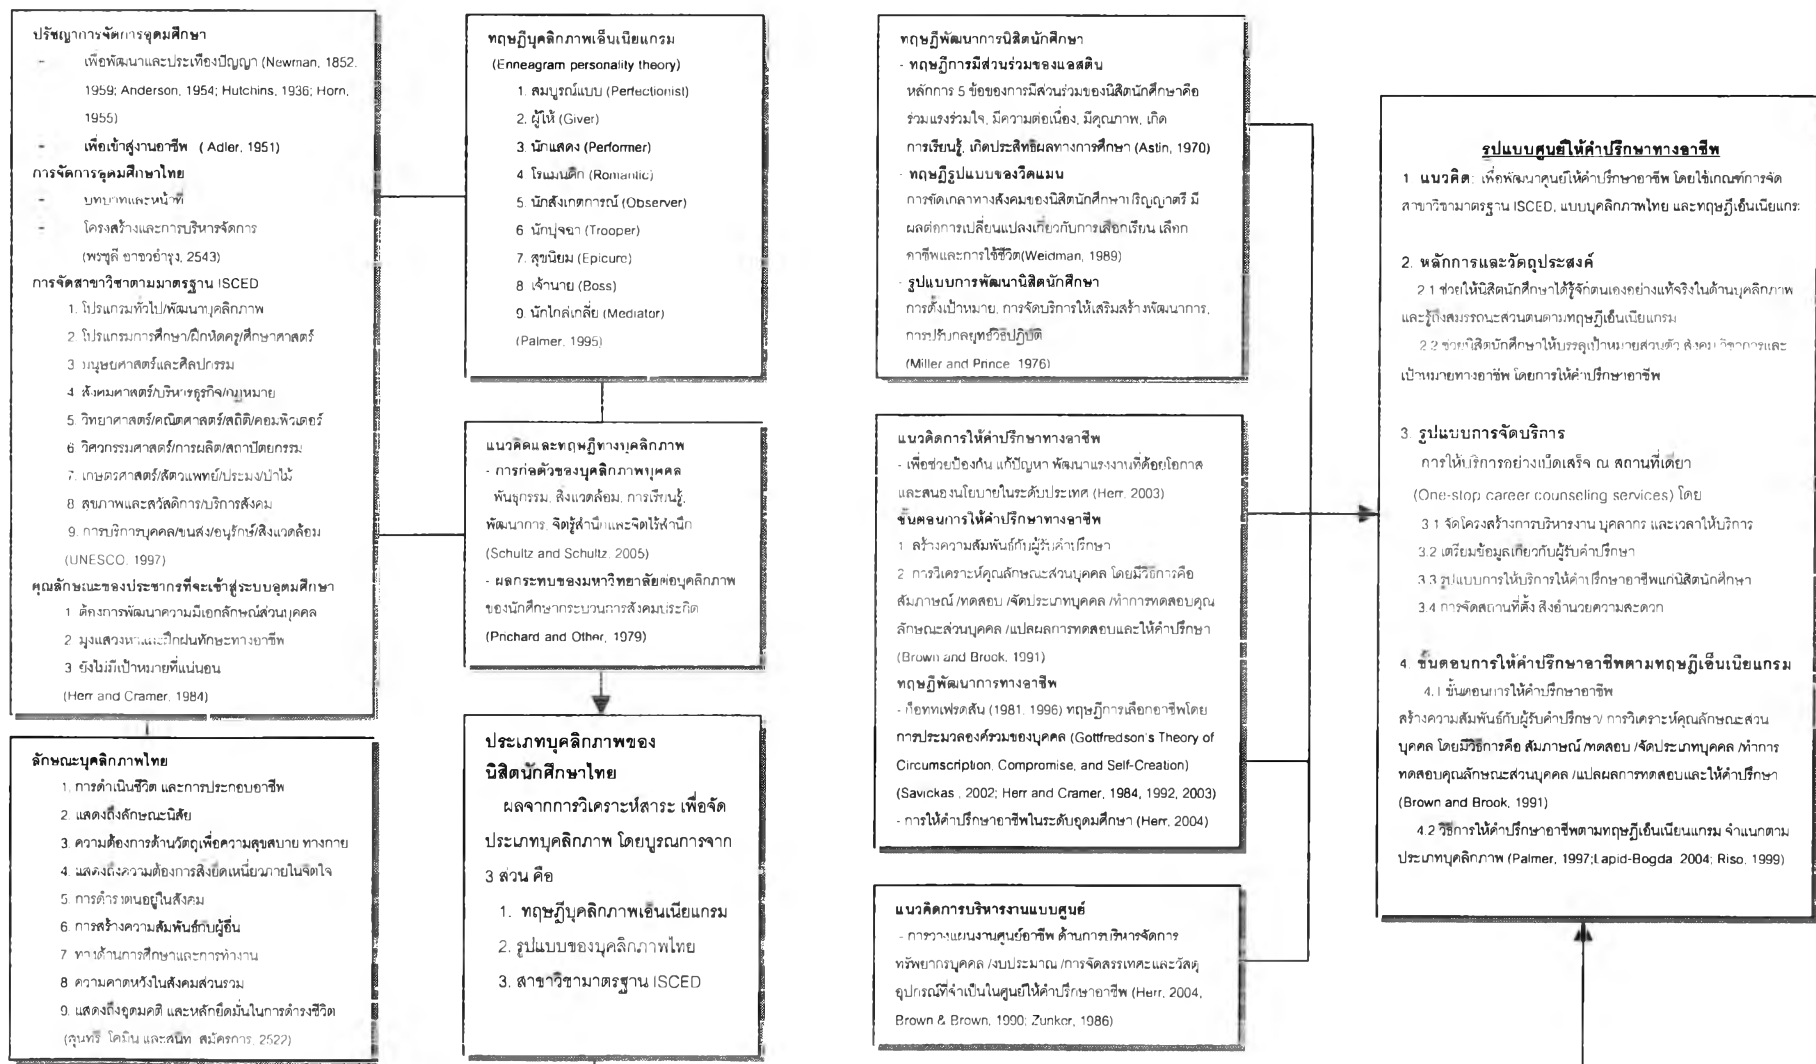 ปรัชญาการจัดการอุดมศึกษา
- เพื่อพัฒนาและประเทืองปัญญา (Newman, 1852,
1959; Anderson, 1954; Hutchins, 1936; Horn,
1955)
- เพื่อเข้าสู่งานอาชีพ ( Adler, 1951)
การจัดการอุดมศึกษาไทย
- บทบาทและหน้าที่
- โครงสร้างและการบริหารจัดการ
(พรชุลี อาชวอำรุง, 2543)
การจัดสาขาวิชาตามมาตรฐาน ISCED
1. โปรแกรมทั่วไป/พัฒนาบุคลิกภาพ
2. โปรแกรมการศึกษา/ฝึกหัดครู/ศึกษาศาสตร์
3 มนุษยศาสตร์และศิลปกรรม
4 สังคมศาสตร์/บริหารธุรกิจ/กฎหมาย
5. วิทยาศาสตร์/คณิตศาสตร์/สถิติ/คอมพิวเตอร์
6 วิศวกรรมศาสตร์/การผลิต/สถาปัตยกรรม
7. เกษตรศาสตร์/สัตวแพทย์/ประมง/ป่าไม้
8. สุขภาพและสวัสดิการ/บริการสังคม
9. การบริการบุคคล/ขนส่ง/อนุรักษ์/สิ่งแวดล้อม
(UNESCO, 1997)
คุณลักษณะของประชากรที่จะเข้าสู่ระบบอุดมศึกษา
1 ต้องการพัฒนาความมีเอกลักษณ์ส่วนบุคคล
2 มุ่งแสวงหาและฝึกฝนทักษะทางอาชีพ
3 ยังไม่มีเป้าหมายที่แน่นอน
(Herr and Cramer, 1984)
ลักษณะบุคลิกภาพไทย
1. การดำเนินชีวิต และการประกอบอาชีพ
2. แสดงถึงลักษณะนิสัย
3. ความต้องการด้านวัตถุเพื่อความสุขสบาย ทางกาย
4. แสดงถึงความต้องการสิ่งยึดเหนี่ยวภายในจิตใจ
5. การดำรงตนอยู่ในสังคม
6. การสร้างความสัมพันธ์กับผู้อื่น
7 ทางด้านการศึกษาและการทำงาน
8 ความคาดหวังในสังคมส่วนรวม
9. แสดงถึงอุดมคติ และหลักยึดมั่นในการดำรงชีวิต
(สุนทรี โคมิน และสนิท สมัครการ, 2522)
ทฤษฎีบุคลิกภาพเอ็นเนียแกรม
(Enneagram personality theory)
1. สมบูรณ์แบบ (Perfectionist)
2. ผู้ให้ (Giver)
3. นักแสดง (Performer)
4 โรแมนติก (Romantic)
5. นักสังเกตการณ์ (Observer)
6 นักปุจฉา (Trooper)
7. สุขนิยม (Epicure)
8 เจ้านาย (Boss)
9. นักไกล่เกลี่ย (Mediator)
(Palmer, 1995)
แนวคิดและทฤษฎีทางบุคลิกภาพ
- การก่อตัวของบุคลิกภาพบุคคล
พันธุกรรม, สิ่งแวดล้อม, การเรียนรู้,
พัฒนาการ, จิตรู้สำนึกและจิตไร้สำนึก
(Schultz and Schultz, 2005)
- ผลกระทบของมหาวิทยาลัยต่อบุคลิกภาพ
ของนักศึกษากระบวนการสังคมประกิต
(Prichard and Other, 1979)
ประเภทบุคลิกภาพของ
นิสิตนักศึกษาไทย
ผลจากการวิเคราะห์สาระ เพื่อจัด
ประเภทบุคลิกภาพ โดยบูรณการจาก
3 ส่วน คือ
1. ทฤษฎีบุคลิกภาพเอ็นเนียแกรม
2. รูปแบบของบุคลิกภาพไทย
3. สาขาวิชามาตรฐาน ISCED
ทฤษฎีพัฒนาการนิสิตนักศึกษา
- ทฤษฎีการมีส่วนร่วมของแอสติน
หลักการ 5 ข้อของการมีส่วนร่วมของนิสิตนักศึกษาคือ
ร่วมแรงร่วมใจ, มีความต่อเนื่อง, มีคุณภาพ, เกิด
การเรียนรู้, เกิดประสิทธิผลทางการศึกษา (Astin, 1970)
- ทฤษฎีรูปแบบของวีดแมน
การขัดเกลาทางสังคมของนิสิตนักศึกษาปริญญาตรี มี
ผลต่อการเปลี่ยนแปลงเกี่ยวกับการเลือกเรียน เลือก
อาชีพและการใช้ชีวิต(Weidman, 1989)
- รูปแบบการพัฒนานิสิตนักศึกษา
การตั้งเป้าหมาย, การจัดบริการให้เสริมสร้างพัฒนาการ,
การปรับกลยุทธ์วิธีปฏิบัติ
(Miller and Prince 1976)
แนวคิดการให้คำปรึกษาทางอาชีพ
- เพื่อช่วยป้องกัน แก้ปัญหา พัฒนาแรงงานที่ด้อยโอกาส
และสนองนโยบายในระดับประเทศ (Herr, 2003)
ขั้นตอนการให้คำปรึกษาทางอาชีพ
1 สร้างความสัมพันธ์กับผู้รับคำปรึกษา
2 การวิเคราะห์คุณลักษณะส่วนบุคคล โดยมีวิธีการคือ
สัมภาษณ์ /ทดสอบ /จัดประเภทบุคคล /ทำการทดสอบคุณ
ลักษณะส่วนบุคคล /แปลผลการทดสอบและให้คำปรึกษา
(Brown and Brook, 1991)
ทฤษฎีพัฒนาการทางอาชีพ
- ก็อททเฟรดสัน (1981, 1996) ทฤษฎีการเลือกอาชีพโดย
การประมวลองค์รวมของบุคคล (Gottfredson's Theory of
Circumscription, Compromise, and Self-Creation)
(Savickas , 2002; Herr and Cramer, 1984, 1992, 2003)
- การให้คำปรึกษาอาชีพในระดับอุดมศึกษา (Herr, 2004)
แนวคิดการบริหารงานแบบศูนย์
- การวางแผนงานศูนย์อาชีพ ด้านการบริหารจัดการ
ทรัพยากรบุคคล /งบประมาณ /การจัดสรรเทศะและวัสดุ
อุปกรณ์ที่จำเป็นในศูนย์ให้คำปรึกษาอาชีพ (Herr, 2004,
Brown & Brown, 1990; Zunker, 1986)
รูปแบบศูนย์ให้คำปรึกษาทางอาชีพ
1 แนวคิด: เพื่อพัฒนาศูนย์ให้คำปรึกษาอาชีพ โดยใช้เกณฑ์การจัด
สาขาวิชามาตรฐาน ISCED, แบบบุคลิกภาพไทย และทฤษฎีเอ็นเนียแกร
2. หลักการและวัตถุประสงค์
2 1 ช่วยให้นิสิตนักศึกษาได้รู้จักตนเองอย่างแท้จริงในด้านบุคลิกภาพ
และรู้ถึงสมรรถนะส่วนตนตามทฤษฎีเอ็นเนียแกรม
2.2 ช่วยนิสิตนักศึกษาให้บรรลุเป้าหมายส่วนตัว สังคม วิชาการและ
เป้าหมายทางอาชีพ โดยการให้คำปรึกษาอาชีพ
3. รูปแบบการจัดบริการ
การให้บริการอย่างเบ็ดเสร็จ ณ สถานที่เดียว
(One-stop career counseling services) โดย
3 1 จัดโครงสร้างการบริหารงาน บุคลากร และเวลาให้บริการ
3.2 เตรียมข้อมูลเกี่ยวกับผู้รับคำปรึกษา
3.3 รูปแบบการให้บริการให้คำปรึกษาอาชีพแก่นิสิตนักศึกษา
3.4 การจัดสถานที่ตั้ง สิ่งอำนวยความสะดวก
4. ขั้นตอนการให้คำปรึกษาอาชีพตามทฤษฎีเอ็นเนียแกรม
4.1 ขั้นตอนการให้คำปรึกษาอาชีพ
สร้างความสัมพันธ์กับผู้รับคำปรึกษา/ การวิเคราะห์คุณลักษณะส่วน
บุคคล โดยมีวิธีการคือ สัมภาษณ์ /ทดสอบ /จัดประเภทบุคคล /ทำการ
ทดสอบคุณลักษณะส่วนบุคคล /แปลผลการทดสอบและให้คำปรึกษา
(Brown and Brook, 1991)
4.2 วิธีการให้คำปรึกษาอาชีพตามทฤษฎีเอ็นเนียนแกรม จำแนกตาม
ประเภทบุคลิกภาพ (Palmer, 1997;Lapid-Bogda, 2004; Riso, 1999)